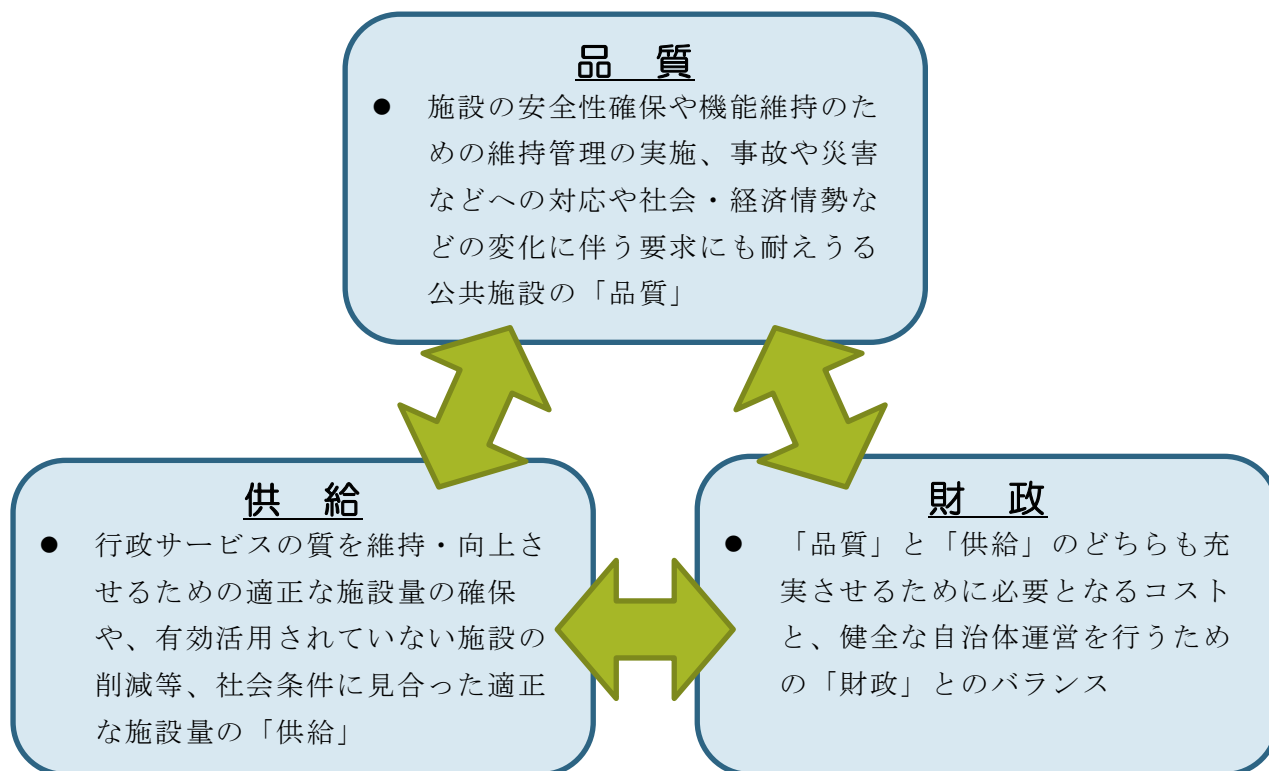 品　質
● 施設の安全性確保や機能維持のた
めの維持管理の実施、事故や災害
などへの対応や社会・経済情勢な
どの変化に伴う要求にも耐えうる
公共施設の「品質」
供　給
● 行政サービスの質を維持・向上さ
せるための適正な施設量の確保
や、有効活用されていない施設の
削減等、社会条件に見合った適正
な施設量の「供給」
財　政
● 「品質」と「供給」のどちらも充
実させるために必要となるコスト
と、健全な自治体運営を行うため
の「財政」とのバランス